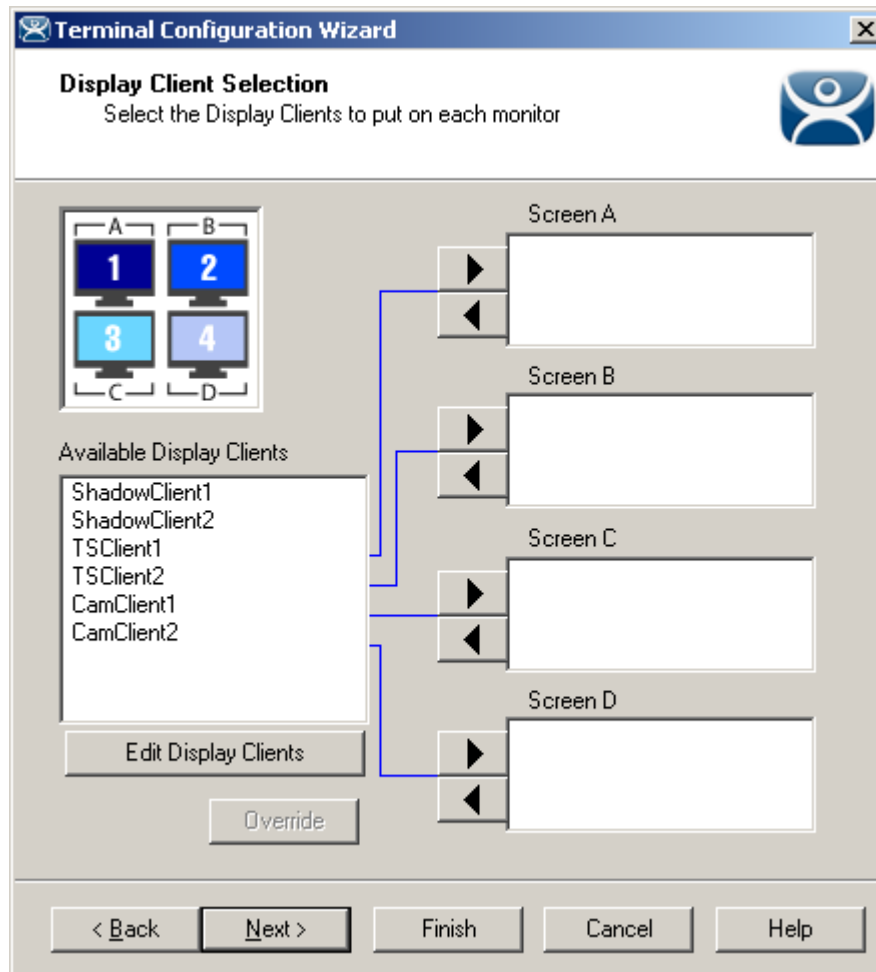 Terminal Configuration Wizard
Display Client Selection
Select the Display Clients to put on each monitor
A B
1 2
3 4
C D
Available Display Clients
ShadowClient1
ShadowClient2
TSClient1
TSClient2
CamClient1
CamClient2
Edit Display Clients
Override
Screen A
Screen B
Screen C
Screen D
< Back
Next >
Finish
Cancel
Help